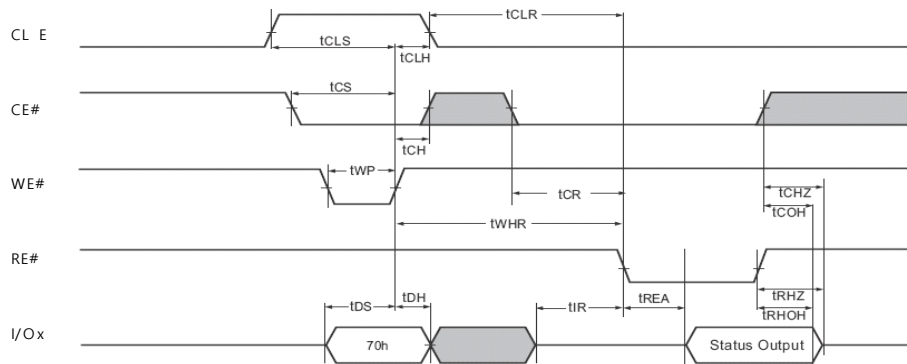 tCLR
CL E
tCLS
tCLH
tCS
CE#
tCH
tWP
WE#
tCR
tCHZ
tCOH
tWHR
RE#
tREA
tRHZ
tDS
tDH
tIR
tRHOH
I/Ox
70h
Status Output